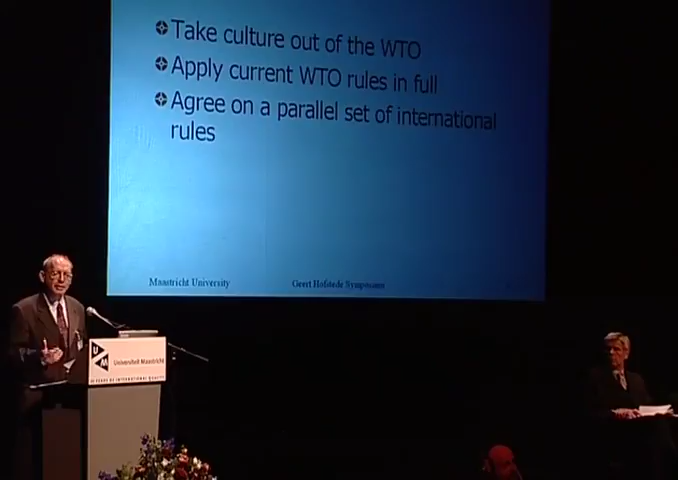 Take culture out of the WTO
Apply current WTO rules in full
Agree on a parallel set of international
rules
Maastricht University
Geert Hofstede Symposium
UM
Universiteit Maastricht